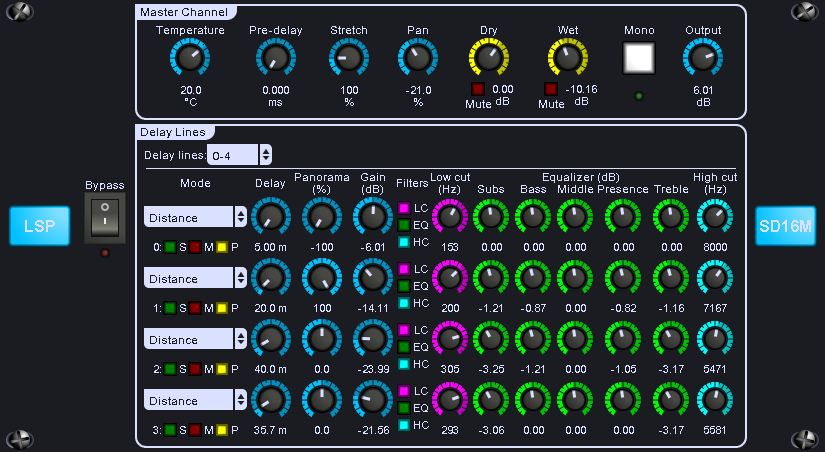 Master Channel
Temperature Pre-delay Stretch Pan Dry Wet Mono Output
20.0 0.000 100 -21.0 0.00 -10.16 6.01
°C ms % % Mute dB Mute dB dB
Delay Lines
Delay lines: 0-4
Mode Delay Panorama (%) Gain (dB) Filters Low cut (Hz) Equalizer (dB) High cut (Hz)
Subs Bass Middle Presence Treble
Bypass
LSP
SD16M
Distance LC EQ HC
0: S M P 5.00 m -100 -6.01 153 0.00 0.00 0.00 0.00 0.00 8000
Distance LC EQ HC
1: S M P 20.0 m 100 -14.11 200 -1.21 -0.87 0.00 -0.82 -1.16 7167
Distance LC EQ HC
2: S M P 40.0 m 0.0 -23.99 305 -3.25 -1.21 0.00 -1.05 -3.17 5471
Distance LC EQ HC
3: S M P 35.7 m 0.0 -21.56 293 -3.06 0.00 0.00 0.00 -3.17 5581